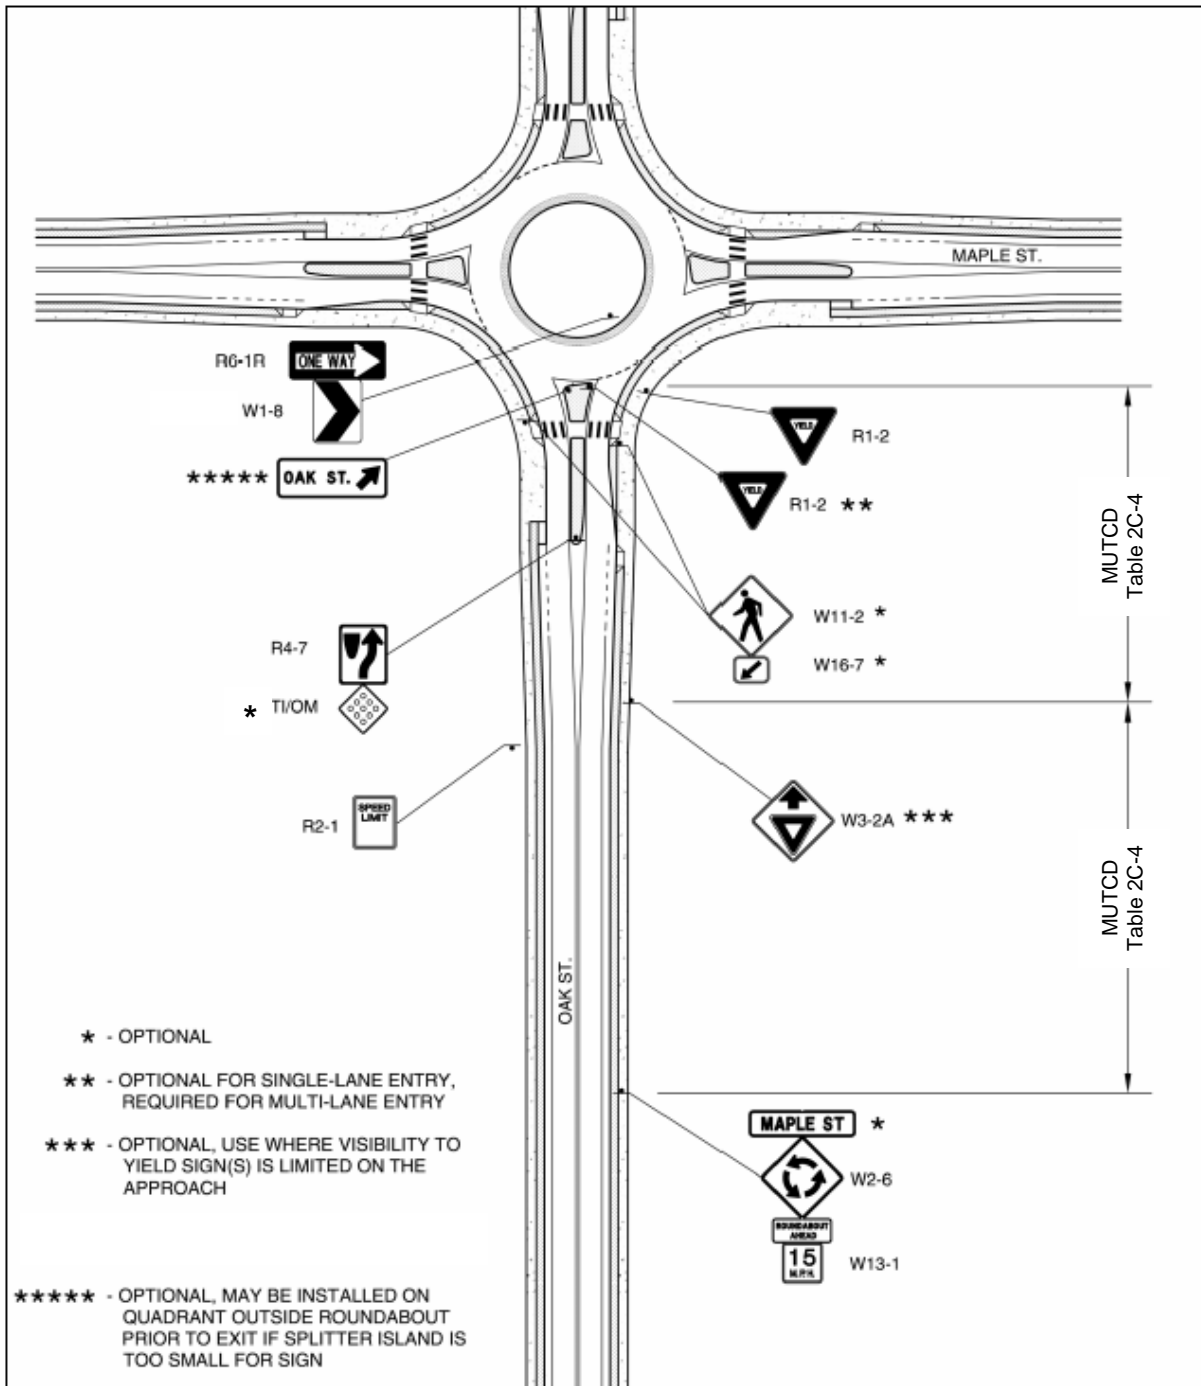 MAPLE ST.
R6-1R
ONE WAY
W1-8
***** OAK ST.
YIELD
R1-2
YIELD
R1-2 **
MUTCD
Table 2C-4
W11-2 *
W16-7 *
R4-7
* TI/OM
R2-1
SPEED
LIMIT
W3-2A ***
MUTCD
Table 2C-4
OAK ST.
* - OPTIONAL
** - OPTIONAL FOR SINGLE-LANE ENTRY,
REQUIRED FOR MULTI-LANE ENTRY
*** - OPTIONAL, USE WHERE VISIBILITY TO
YIELD SIGN(S) IS LIMITED ON THE
APPROACH
MAPLE ST *
W2-6
ROUNDABOUT
AHEAD
15
M.P.H.
W13-1
***** - OPTIONAL, MAY BE INSTALLED ON
QUADRANT OUTSIDE ROUNDABOUT
PRIOR TO EXIT IF SPLITTER ISLAND IS
TOO SMALL FOR SIGN